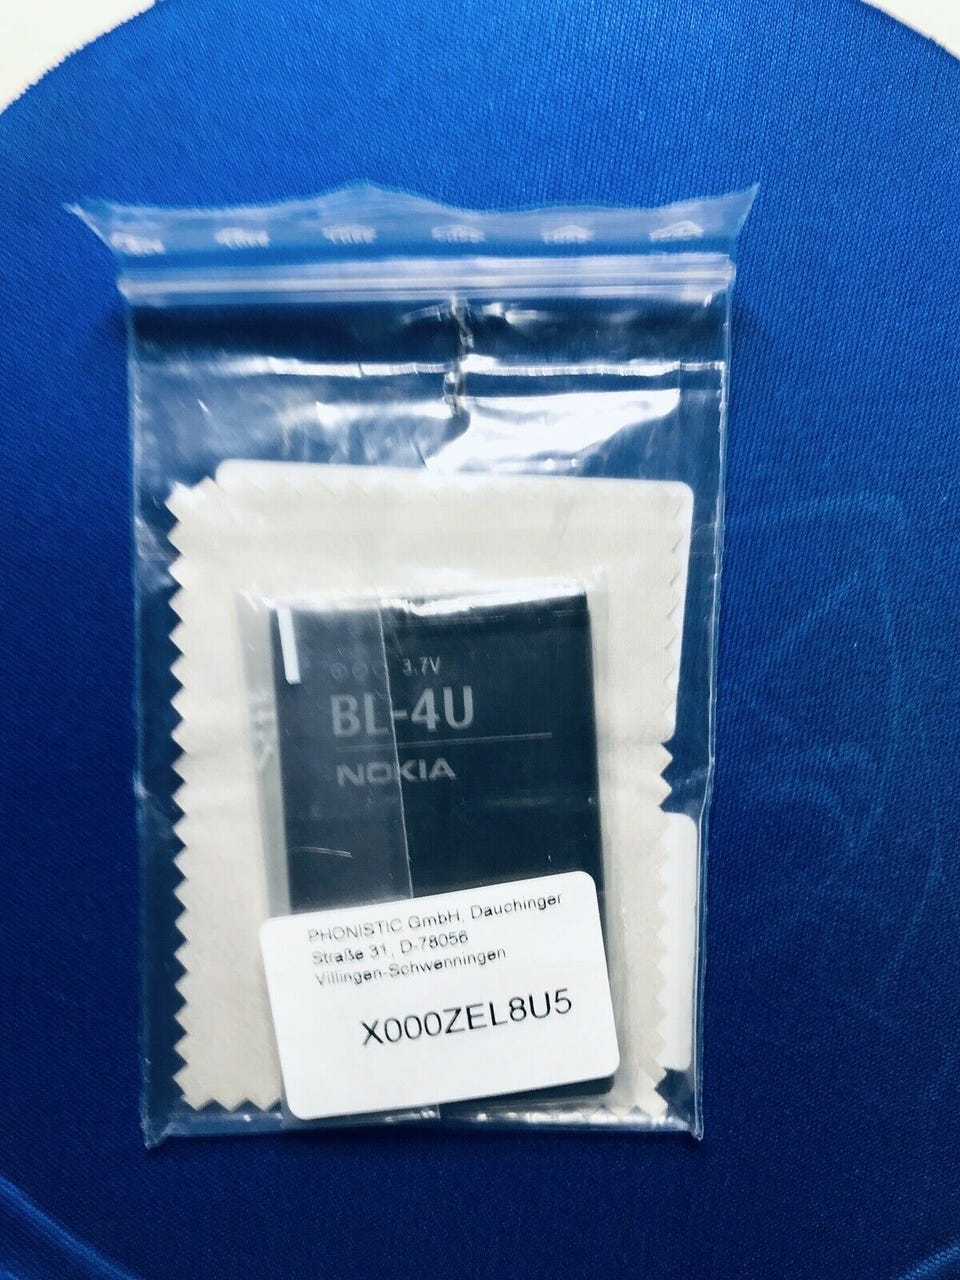 3.7V
BL-4U
NOKIA
PHONISTIC GmbH, Dauchinger
Straße 31, D-78056
Villingen-Schwenningen
X000ZEL8U5